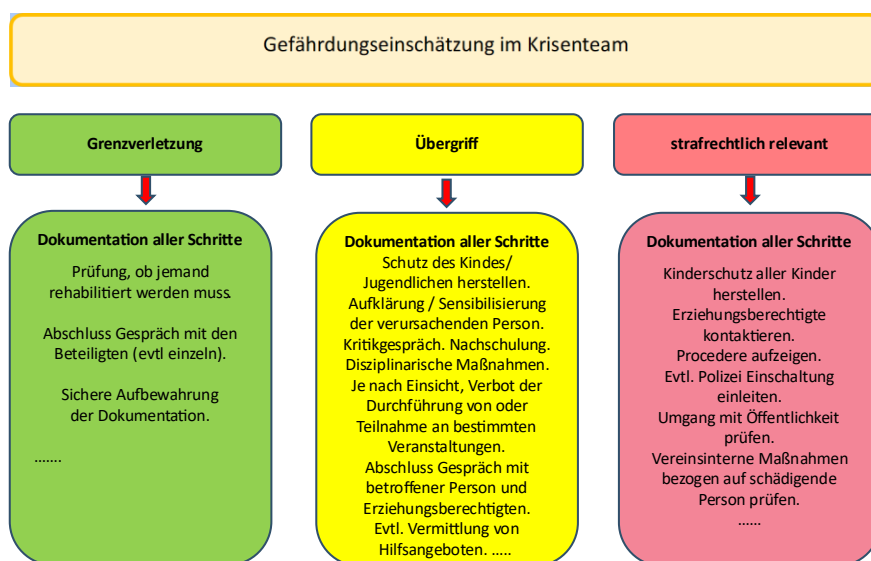 Gefährdungseinschätzung im Krisenteam
Grenzverletzung
Dokumentation aller Schritte
Prüfung, ob jemand
rehabilitiert werden muss.
Abschluss Gespräch mit den
Beteiligten (evtl einzeln).
Sichere Aufbewahrung
der Dokumentation.
.......
Übergriff
Dokumentation aller Schritte
Schutz des Kindes/
Jugendlichen herstellen.
Aufklärung / Sensibilisierung
der verursachenden Person.
Kritikgespräch. Nachschulung.
Disziplinarische Maßnahmen.
Je nach Einsicht, Verbot der
Durchführung von oder
Teilnahme an bestimmten
Veranstaltungen.
Abschluss Gespräch mit
betroffener Person und
Erziehungsberechtigten.
Evtl. Vermittlung von
Hilfsangeboten. .....
strafrechtlich relevant
Dokumentation aller Schritte
Kinderschutz aller Kinder
herstellen.
Erziehungsberechtigte
kontaktieren.
Procedere aufzeigen.
Evtl. Polizei Einschaltung
einleiten.
Umgang mit Öffentlichkeit
prüfen.
Vereinsinterne Maßnahmen
bezogen auf schädigende
Person prüfen.
......